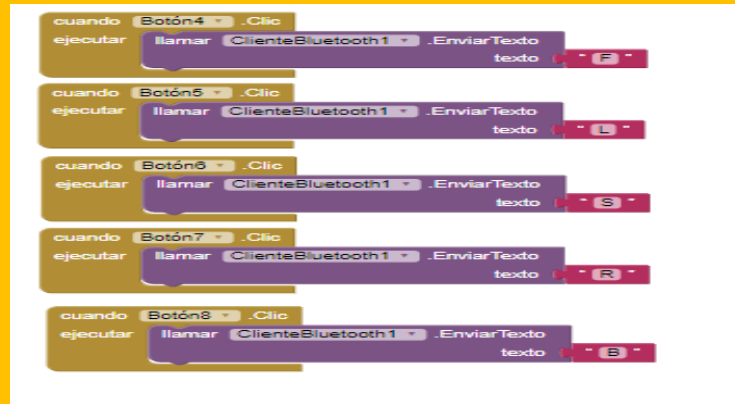 cuando Botón4 .Clic
ejecutar llamar ClienteBluetooth1 .EnviarTexto
texto " F "
cuando Botón5 .Clic
ejecutar llamar ClienteBluetooth1 .EnviarTexto
texto " L "
cuando Botón6 .Clic
ejecutar llamar ClienteBluetooth1 .EnviarTexto
texto " S "
cuando Botón7 .Clic
ejecutar llamar ClienteBluetooth1 .EnviarTexto
texto " R "
cuando Botón8 .Clic
ejecutar llamar ClienteBluetooth1 .EnviarTexto
texto " B "